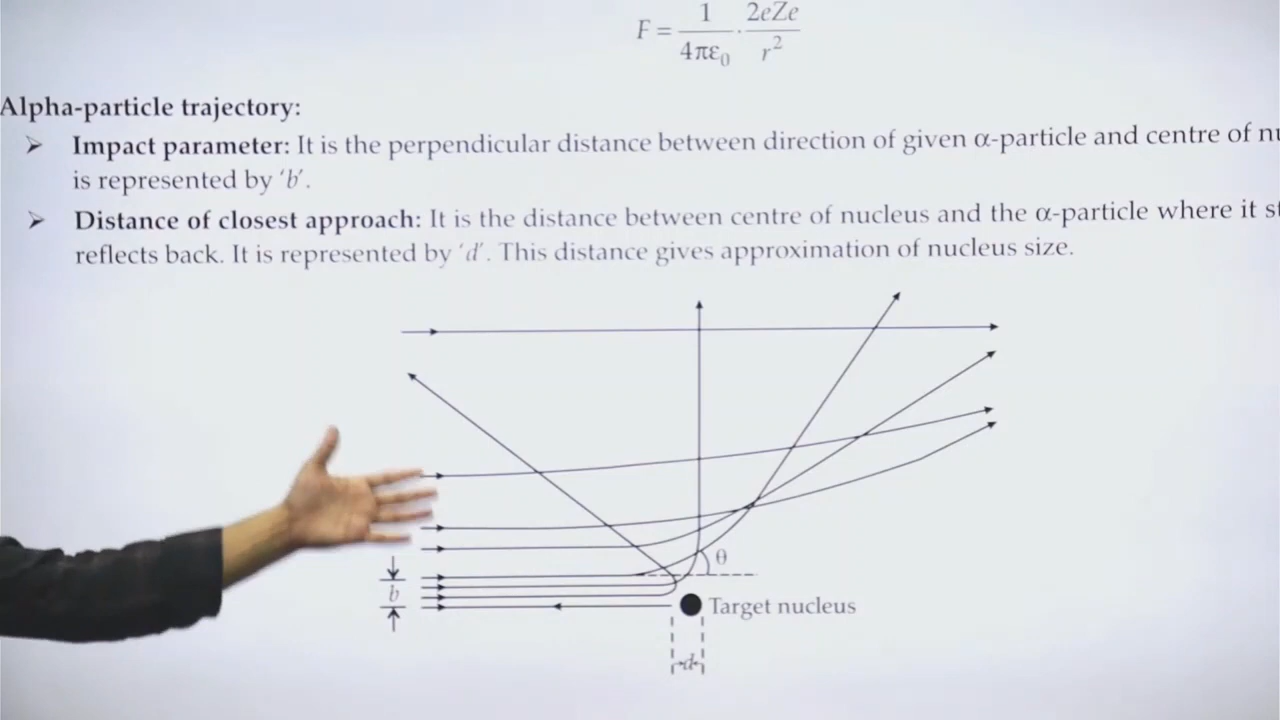 F = 1/4πε₀ · 2eZe/r²
Alpha-particle trajectory:
➤ Impact parameter: It is the perpendicular distance between direction of given α-particle and centre of
is represented by 'b'.
➤ Distance of closest approach: It is the distance between centre of nucleus and the α-particle where it
reflects back. It is represented by 'd'. This distance gives approximation of nucleus size.
θ
b
Target nucleus
d